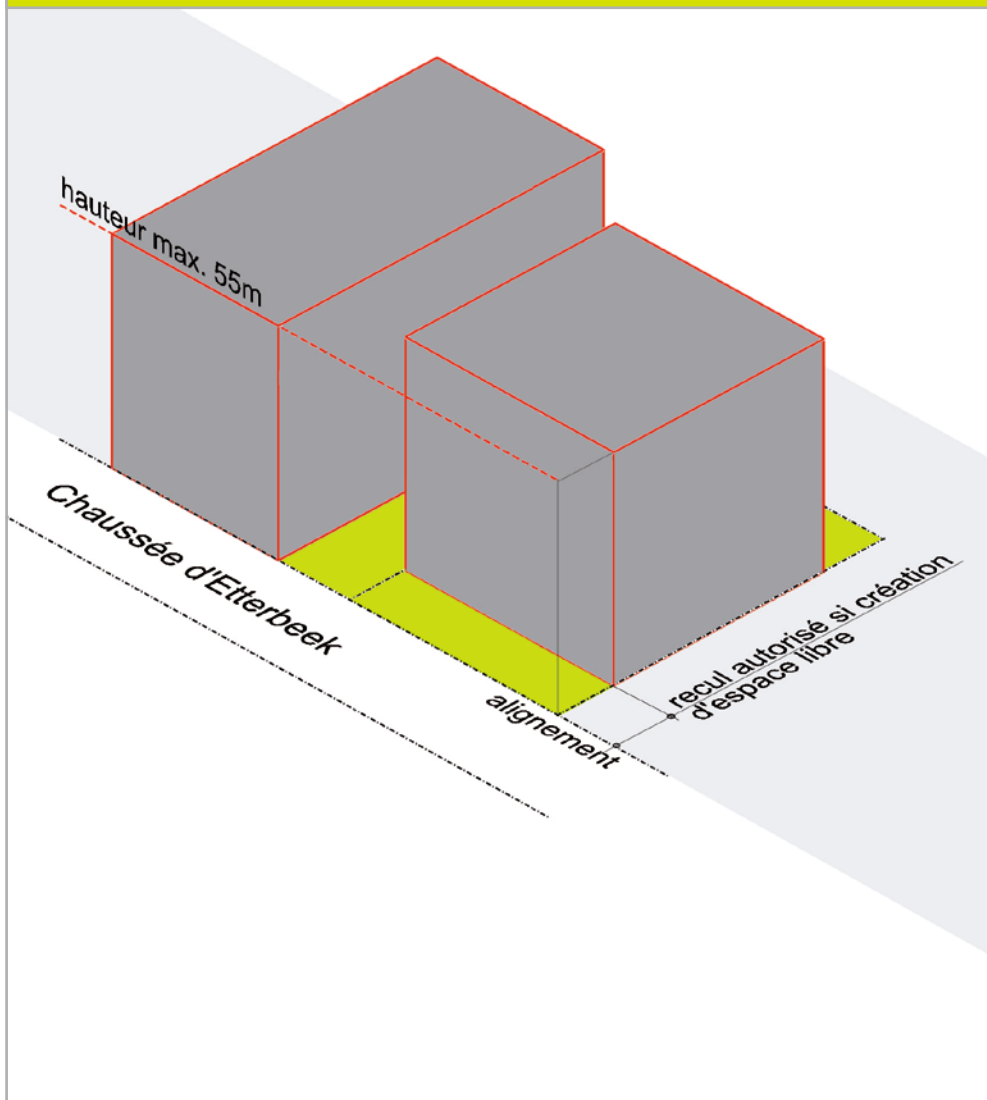 hauteur max. 55m
Chaussée d'Etterbeek
alignement
recul autorisé si création
d'espace libre